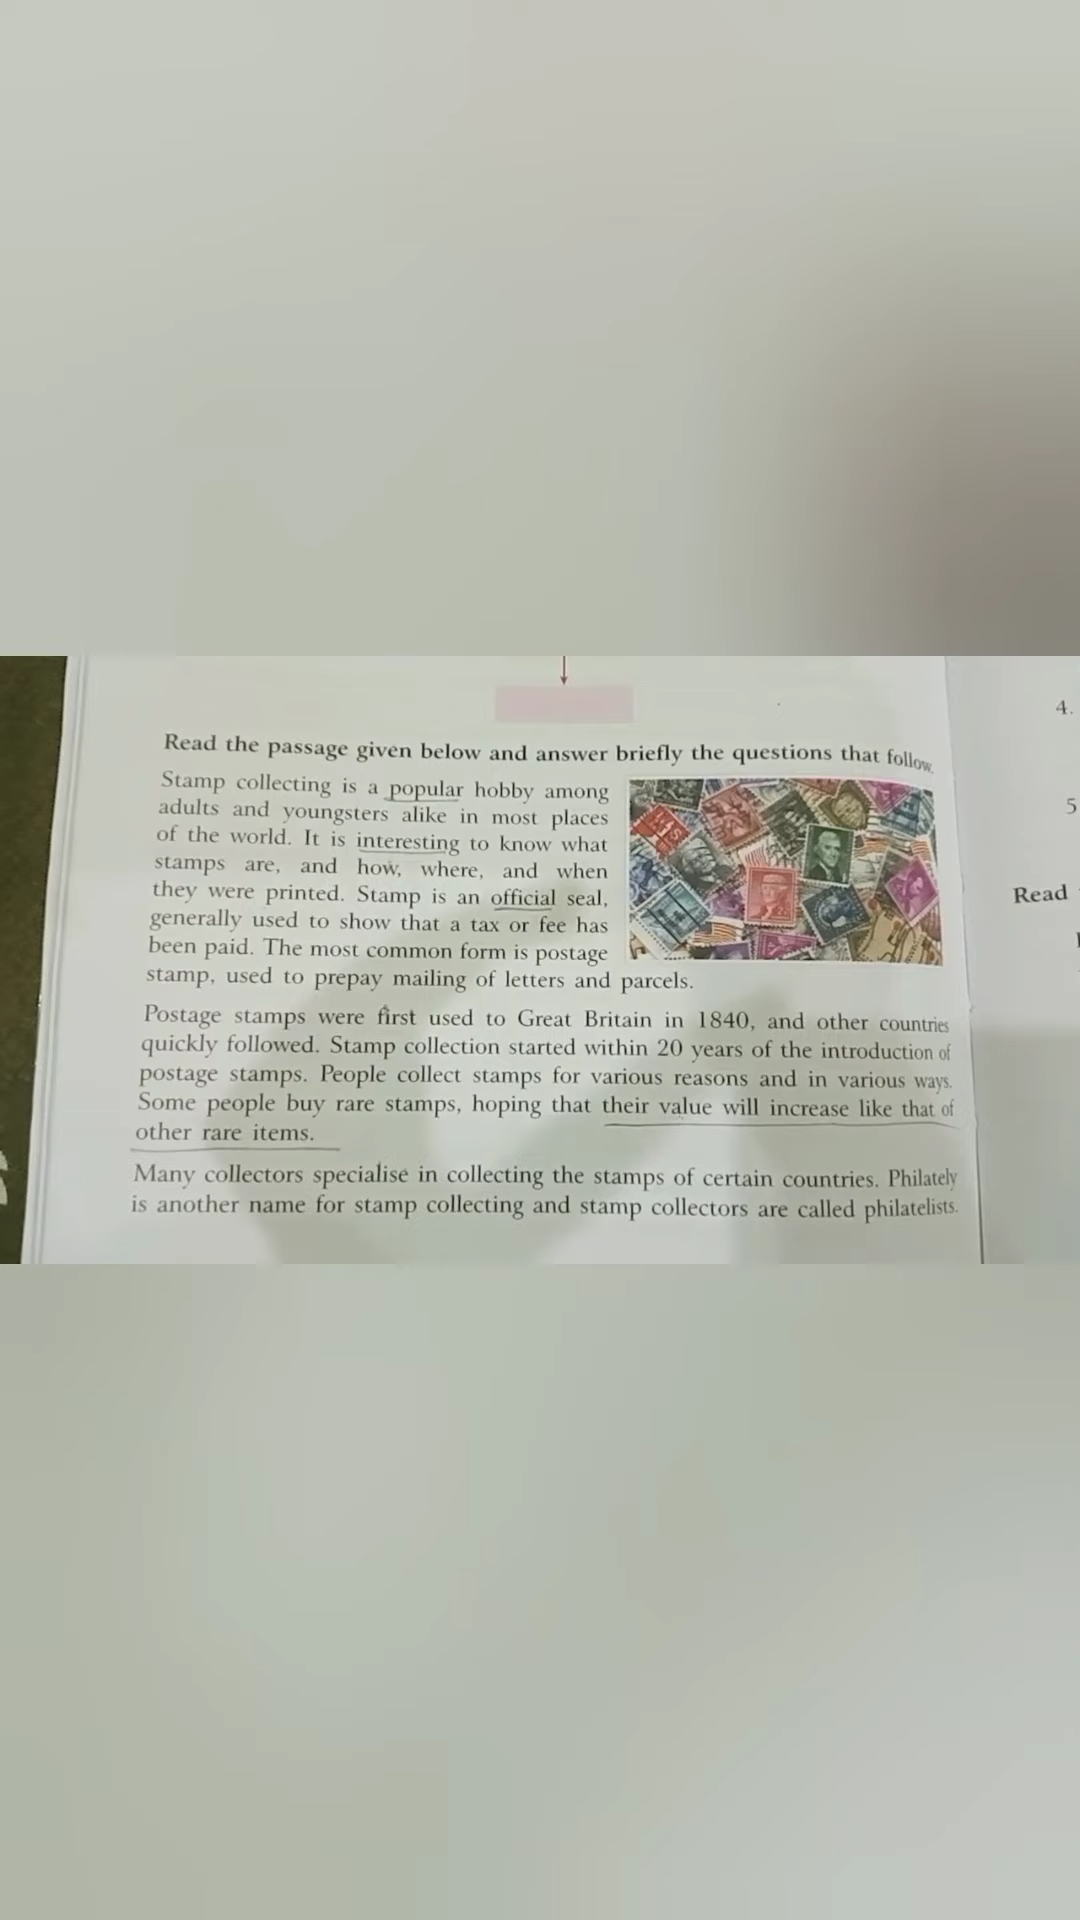 Read the passage given below and answer briefly the questions that follow.
Stamp collecting is a popular hobby among
adults and youngsters alike in most places
of the world. It is interesting to know what
stamps are, and how, where, and when
they were printed. Stamp is an official seal,
generally used to show that a tax or fee has
been paid. The most common form is postage
stamp, used to prepay mailing of letters and parcels.
Postage stamps were first used to Great Britain in 1840, and other countries
quickly followed. Stamp collection started within 20 years of the introduction of
postage stamps. People collect stamps for various reasons and in various ways.
Some people buy rare stamps, hoping that their value will increase like that of
other rare items.
Many collectors specialise in collecting the stamps of certain countries. Philately
is another name for stamp collecting and stamp collectors are called philatelists.
4.
5
Read